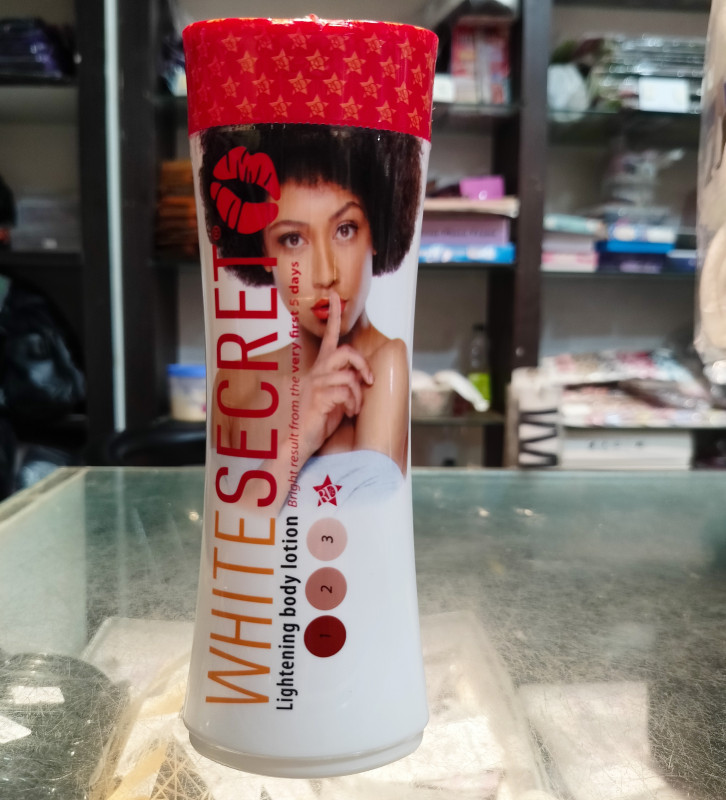 WHITESECRET®
Bright result from the very first 5 days
RD
Lightening body lotion
1 2 3